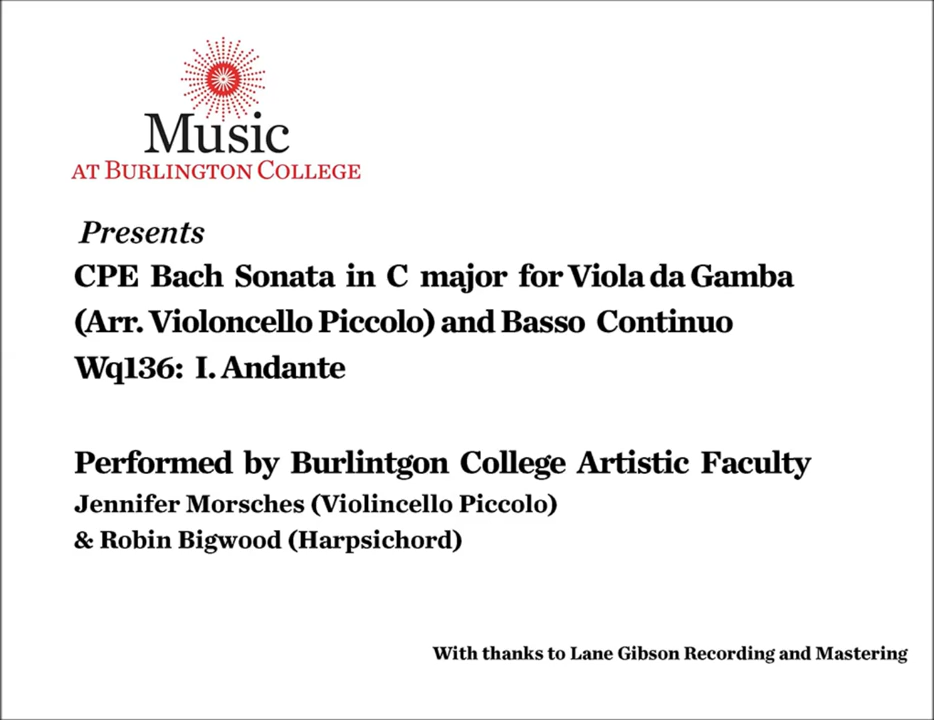 Music
AT BURLINGTON COLLEGE
Presents
CPE Bach Sonata in C major for Viola da Gamba
(Arr. Violoncello Piccolo) and Basso Continuo
Wq136: I. Andante
Performed by Burlintgon College Artistic Faculty
Jennifer Morsches (Violincello Piccolo)
& Robin Bigwood (Harpsichord)
With thanks to Lane Gibson Recording and Mastering